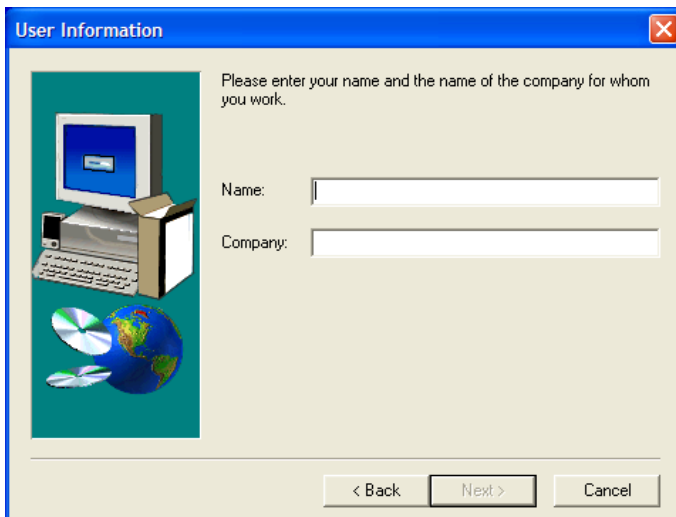 User Information
Please enter your name and the name of the company for whom
you work.
Name:
Company:
< Back
Next >
Cancel